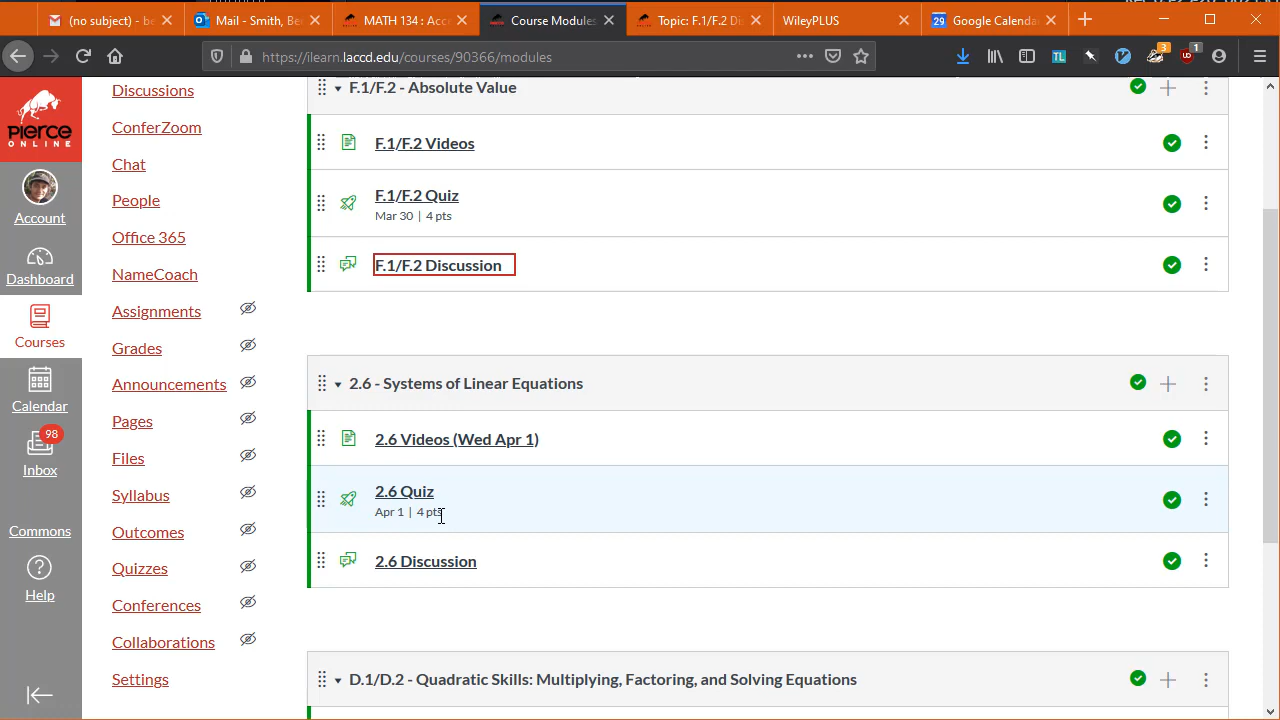 (no subject) - be
Mail - Smith, Be
MATH 134 : Acc
Course Modules
Topic: F.1/F.2 Di
WileyPLUS
29
Google Calenda
https://ilearn.laccd.edu/courses/90366/modules
TL
3
1
PIERCE
ONLINE
Account
Dashboard
Courses
Calendar
98
Inbox
Commons
Help
Discussions
ConferZoom
Chat
People
Office 365
NameCoach
Assignments
Grades
Announcements
Pages
Files
Syllabus
Outcomes
Quizzes
Conferences
Collaborations
Settings
F.1/F.2 - Absolute Value
F.1/F.2 Videos
F.1/F.2 Quiz
Mar 30 | 4 pts
F.1/F.2 Discussion
2.6 - Systems of Linear Equations
2.6 Videos (Wed Apr 1)
2.6 Quiz
Apr 1 | 4 pts
2.6 Discussion
D.1/D.2 - Quadratic Skills: Multiplying, Factoring, and Solving Equations